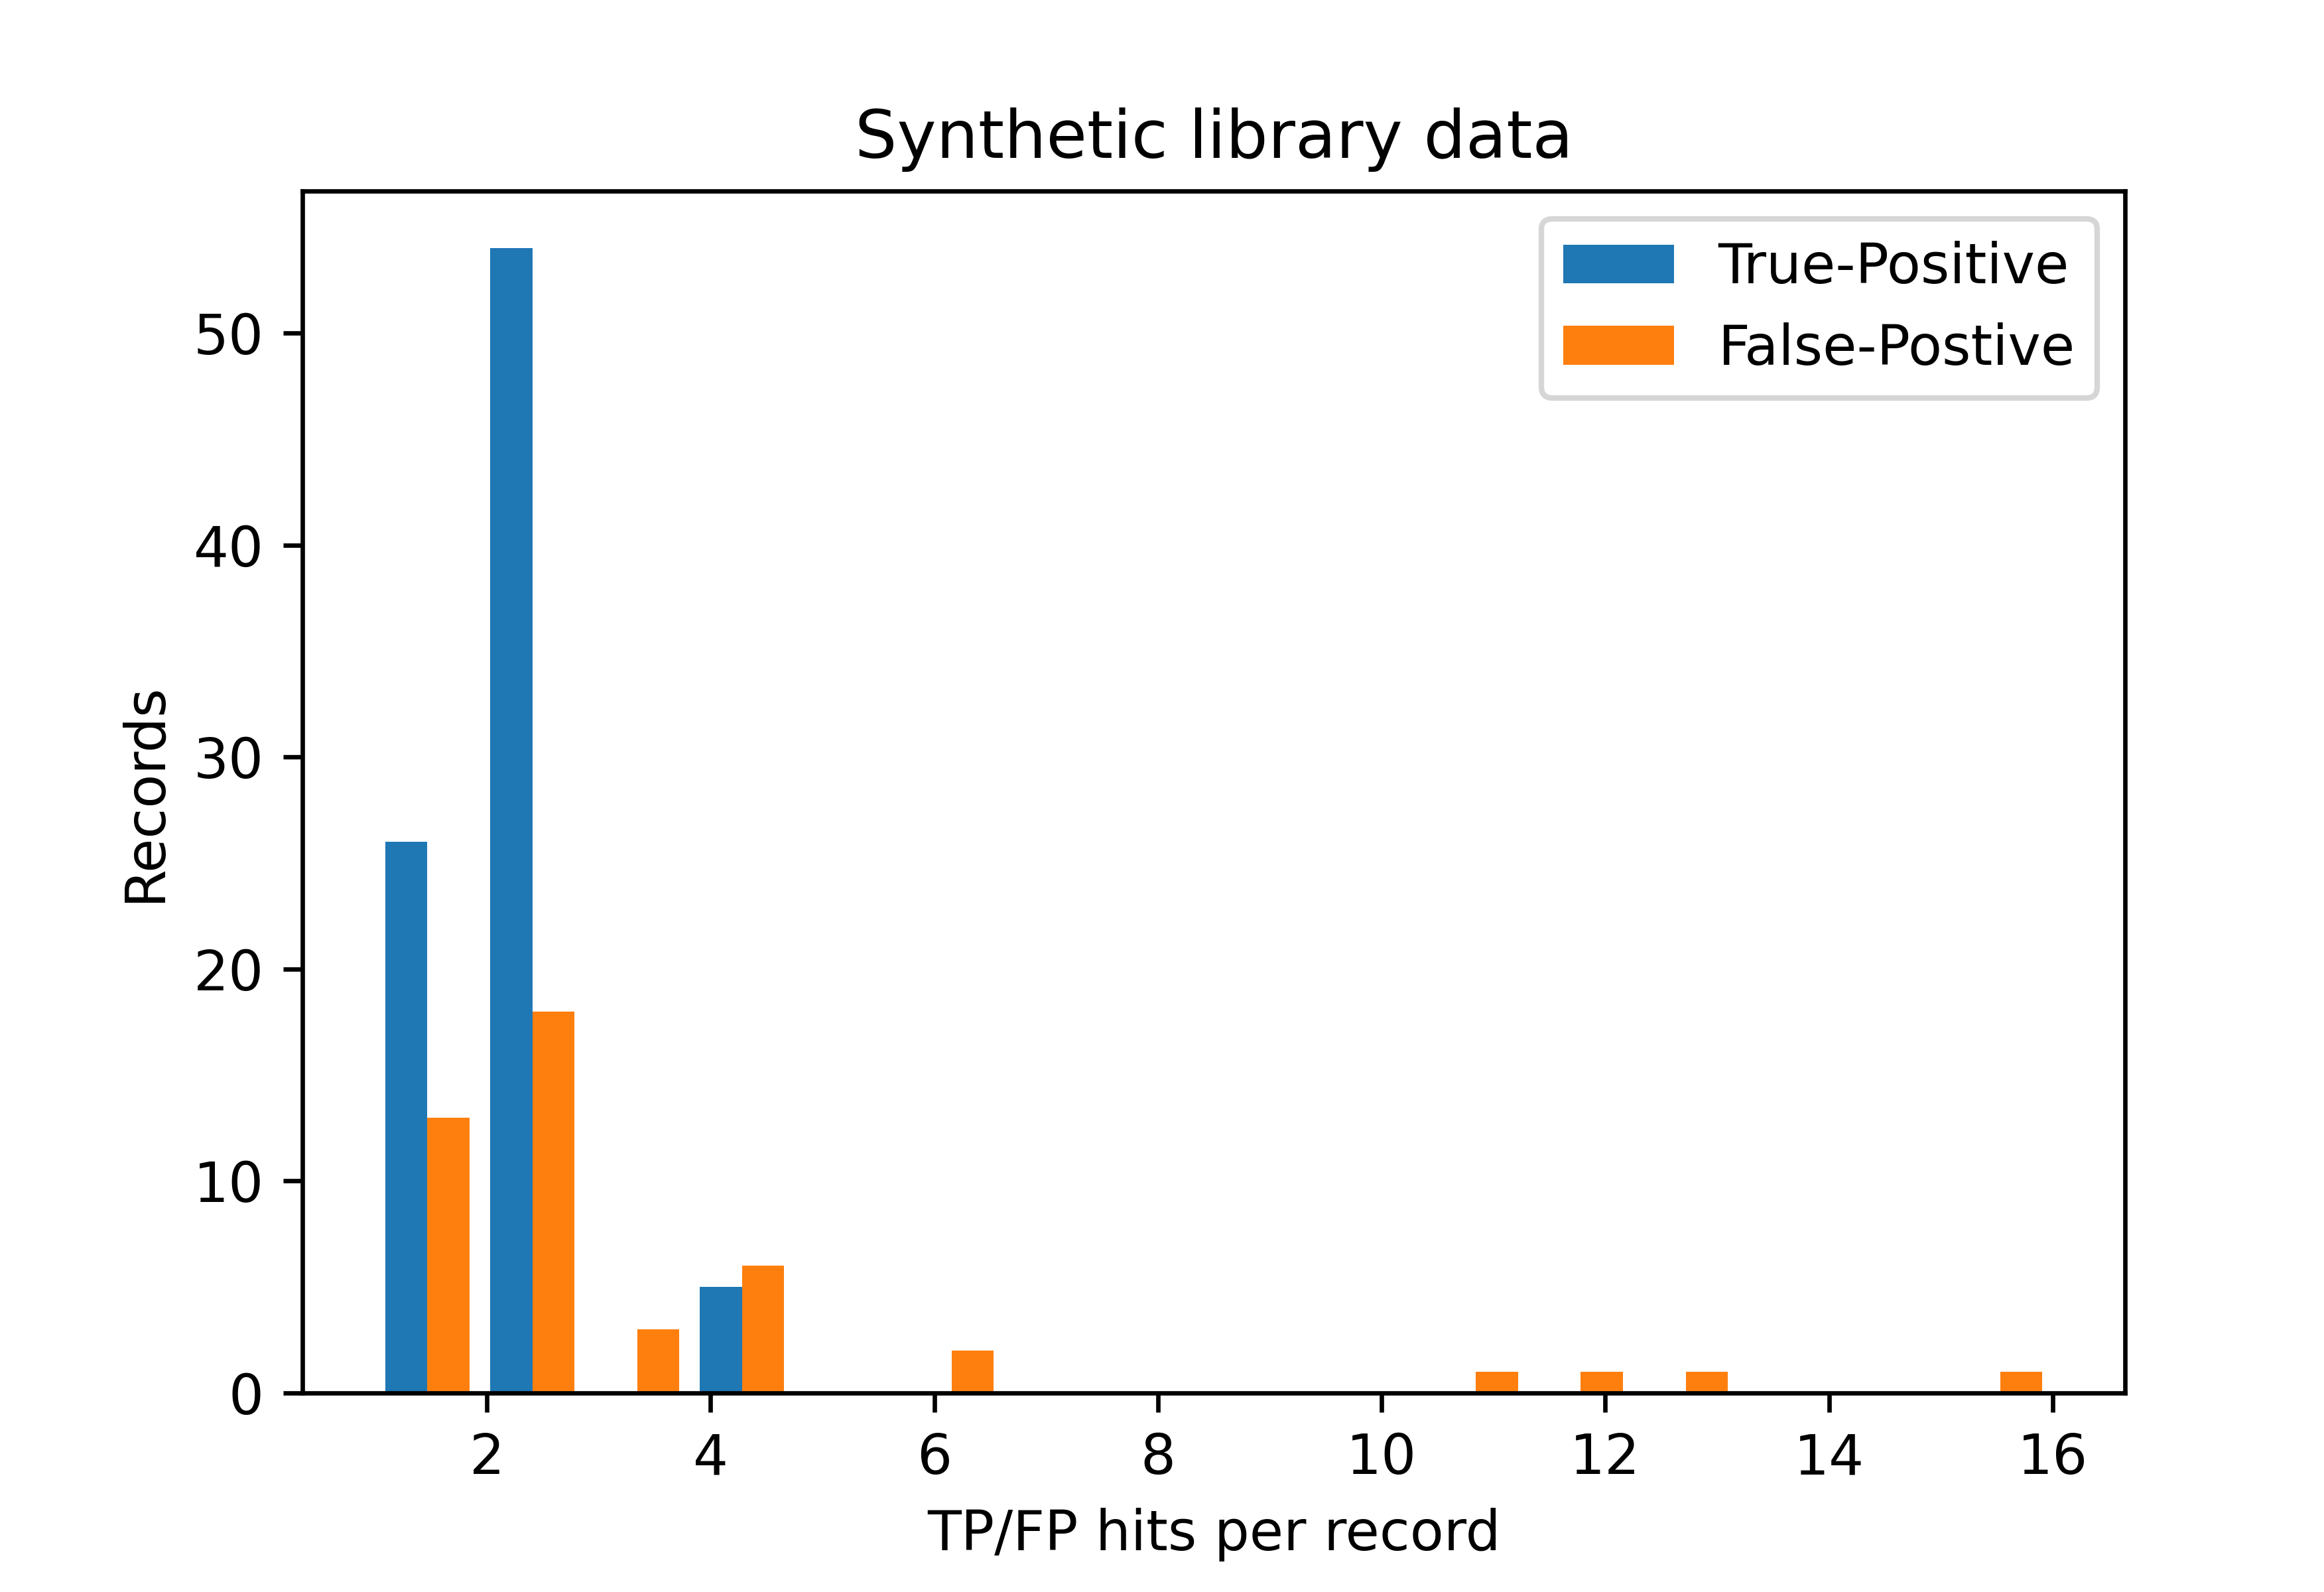 Synthetic library data
True-Positive
False-Postive
50
40
30
20
10
0
Records
2 4 6 8 10 12 14 16
TP/FP hits per record